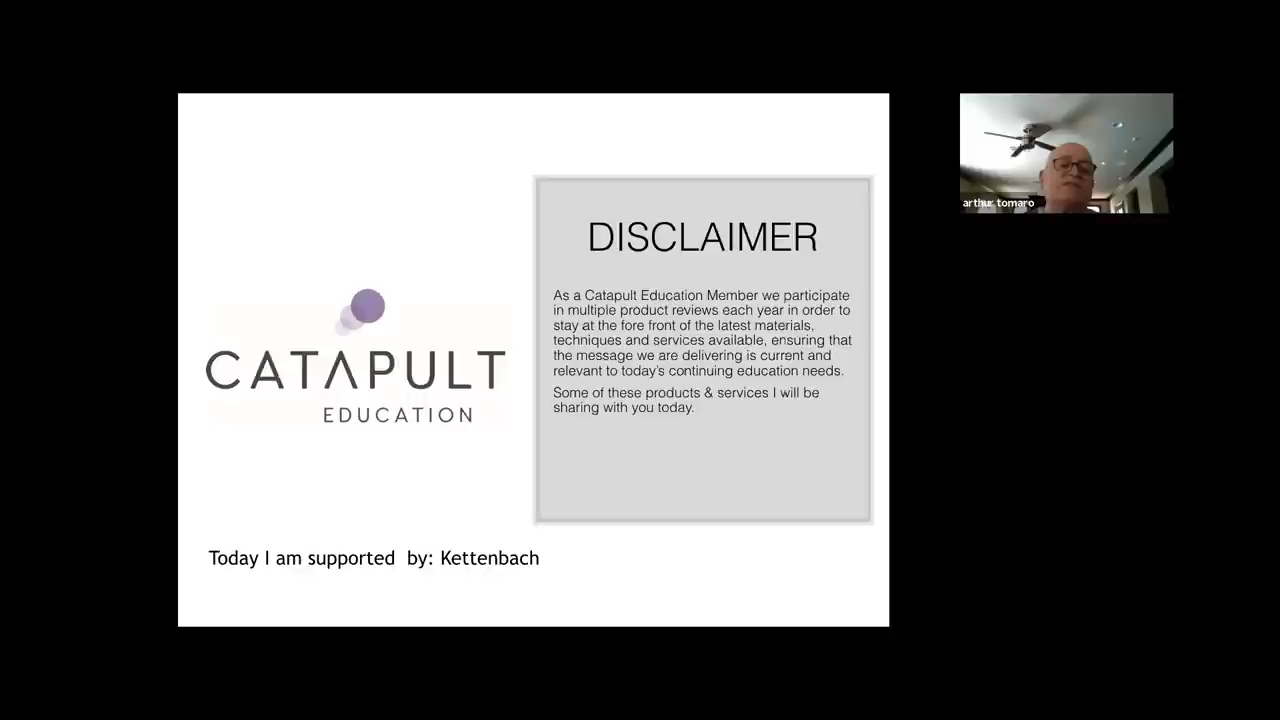 CATAPULT
EDUCATION
DISCLAIMER
As a Catapult Education Member we participate
in multiple product reviews each year in order to
stay at the fore front of the latest materials,
techniques and services available, ensuring that
the message we are delivering is current and
relevant to today's continuing education needs.
Some of these products & services I will be
sharing with you today.
Today I am supported  by: Kettenbach
arthur tomaro